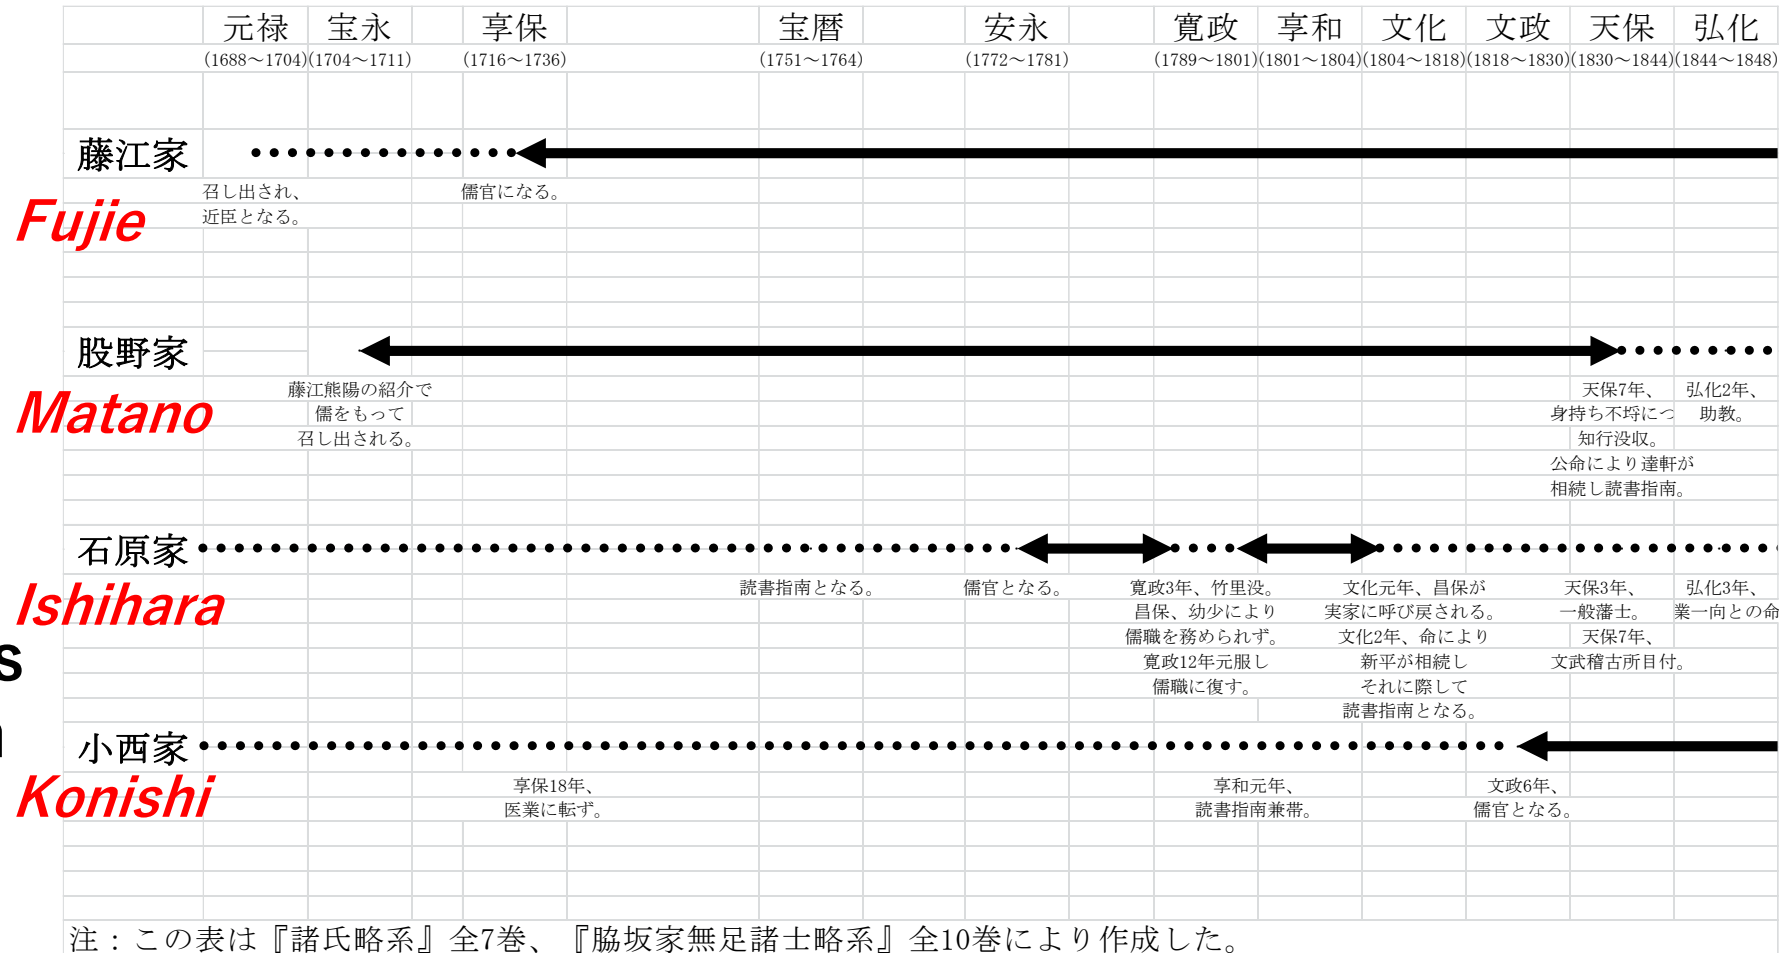 元禄 宝永 享保 宝暦 安永 寛政 享和 文化 文政 天保 弘化
(1688～1704) (1704～1711) (1716～1736) (1751～1764) (1772～1781) (1789～1801) (1801～1804) (1804～1818) (1818～1830) (1830～1844) (1844～1848)
藤江家
召し出され、 儒官になる。
近臣となる。
Fujie
股野家
藤江熊陽の紹介で 天保7年、 弘化2年、
儒をもって 身持ち不埒につ 助教。
召し出される。 知行没収。
公命により達軒が
相続し読書指南。
Matano
石原家
読書指南となる。 儒官となる。 寛政3年、竹里没。 文化元年、昌保が 天保3年、 弘化3年、
昌保、幼少により 実家に呼び戻される。 一般藩士。 業一向との命
儒職を務められず。 文化2年、命により 天保7年、
寛政12年元服し 新平が相続し 文武稽古所目付。
儒職に復す。 それに際して
読書指南となる。
Ishihara
s
小西家
享保18年、 享和元年、 文政6年、
医業に転ず。 読書指南兼帯。 儒官となる。
Konishi
注：この表は『諸氏略系』全7巻、『脇坂家無足諸士略系』全10巻により作成した。